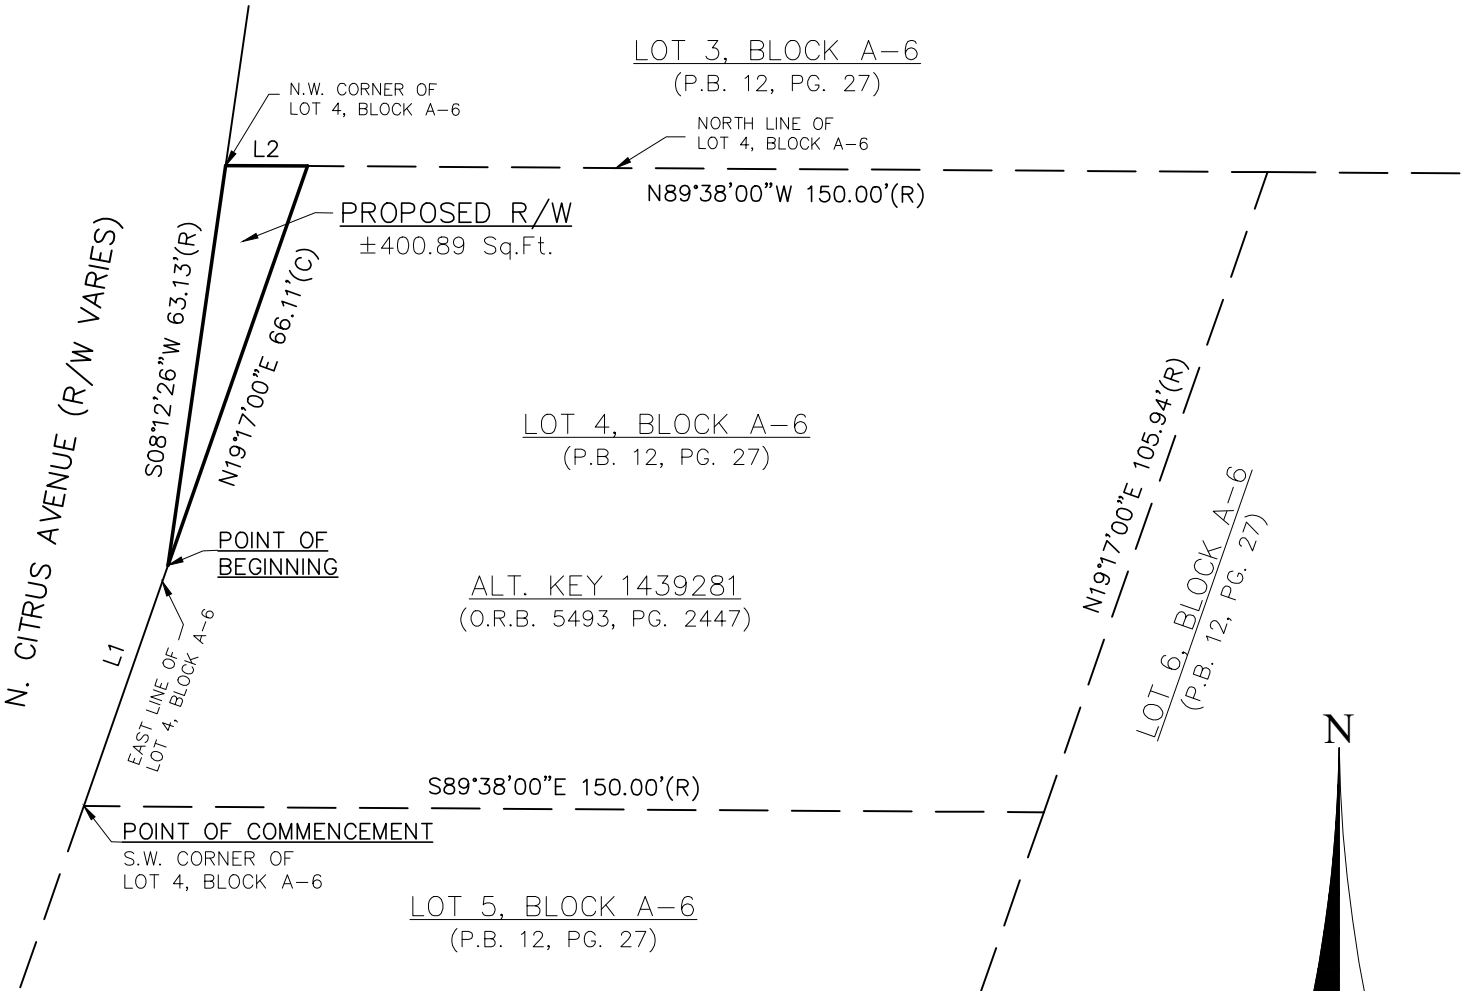 LOT 3, BLOCK A-6
(P.B. 12, PG. 27)
N.W. CORNER OF
LOT 4, BLOCK A-6
NORTH LINE OF
LOT 4, BLOCK A-6
L2
N89°38'00"W 150.00'(R)
PROPOSED R/W
±400.89 Sq.Ft.
N. CITRUS AVENUE (R/W VARIES)
S08°12'26"W 63.13'(R)
N19°17'00"E 66.11'(C)
LOT 4, BLOCK A-6
(P.B. 12, PG. 27)
N19°17'00"E 105.94'(R)
LOT 6, BLOCK A-6
(P.B. 12, PG. 27)
POINT OF
BEGINNING
ALT. KEY 1439281
(O.R.B. 5493, PG. 2447)
L1
EAST LINE OF
LOT 4, BLOCK A-6
N
S89°38'00"E 150.00'(R)
POINT OF COMMENCEMENT
S.W. CORNER OF
LOT 4, BLOCK A-6
LOT 5, BLOCK A-6
(P.B. 12, PG. 27)